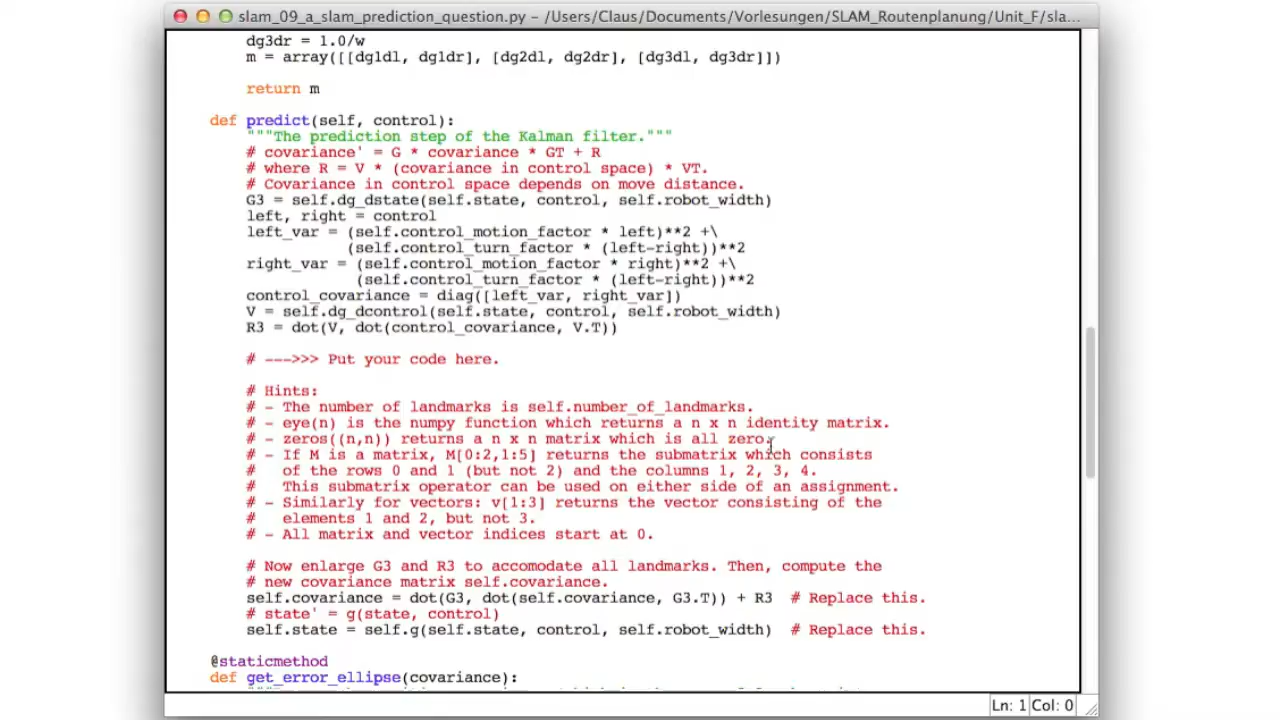 slam_09_a_slam_prediction_question.py – /Users/Claus/Documents/Vorlesungen/SLAM_Routenplanung/Unit_F/sla...
dg3dr = 1.0/w
m = array([[dg1dl, dg1dr], [dg2dl, dg2dr], [dg3dl, dg3dr]])
return m
def predict(self, control):
"""The prediction step of the Kalman filter."""
# covariance' = G * covariance * GT + R
# where R = V * (covariance in control space) * VT.
# Covariance in control space depends on move distance.
G3 = self.dg_dstate(self.state, control, self.robot_width)
left, right = control
left_var = (self.control_motion_factor * left)**2 +\
(self.control_turn_factor * (left-right))**2
right_var = (self.control_motion_factor * right)**2 +\
(self.control_turn_factor * (left-right))**2
control_covariance = diag([left_var, right_var])
V = self.dg_dcontrol(self.state, control, self.robot_width)
R3 = dot(V, dot(control_covariance, V.T))
# --->>> Put your code here.
# Hints:
# - The number of landmarks is self.number_of_landmarks.
# - eye(n) is the numpy function which returns a n x n identity matrix.
# - zeros((n,n)) returns a n x n matrix which is all zero.
# - If M is a matrix, M[0:2,1:5] returns the submatrix which consists
#   of the rows 0 and 1 (but not 2) and the columns 1, 2, 3, 4.
#   This submatrix operator can be used on either side of an assignment.
# - Similarly for vectors: v[1:3] returns the vector consisting of the
#   elements 1 and 2, but not 3.
# - All matrix and vector indices start at 0.
# Now enlarge G3 and R3 to accomodate all landmarks. Then, compute the
# new covariance matrix self.covariance.
self.covariance = dot(G3, dot(self.covariance, G3.T)) + R3  # Replace this.
# state' = g(state, control)
self.state = self.g(self.state, control, self.robot_width)  # Replace this.
@staticmethod
def get_error_ellipse(covariance):
Ln: 1 Col: 0